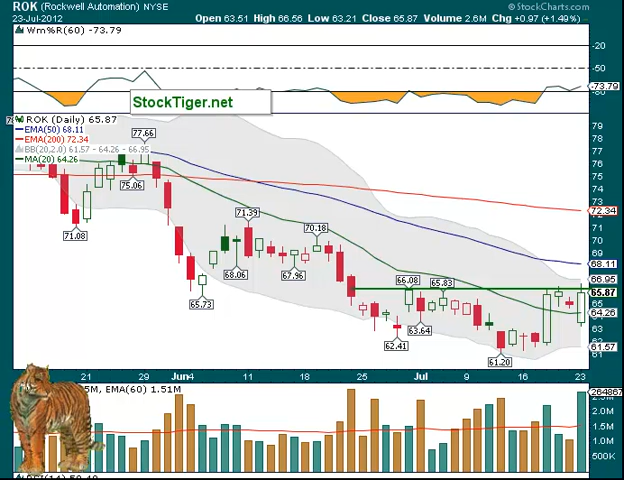 ROK (Rockwell Automation) NYSE
© StockCharts.com
23-Jul-2012
Open 63.51 High 66.56 Low 63.21 Close 65.87 Volume 2.6M Chg +0.97 (+1.49%)
Wm%R(60) -73.79
-20
-50
-73.79
StockTiger.net
ROK (Daily) 65.87
EMA(50) 68.11
EMA(200) 72.34
BB(20,2.0) 61.57 - 64.26 - 66.95
MA(20) 64.26
77.66
75.06
71.08
65.73
71.39
68.06
67.96
70.18
66.08
65.83
63.64
62.41
61.20
79
78
77
76
75
74
73
72.34
71
70
69
68.11
66.95
65.87
65
64.26
63
61.57
61
21
29
Jun 4
11
18
25
Jul
9
16
23
5M, EMA(60) 1.51M
2.0M
1.5M
1.0M
500K